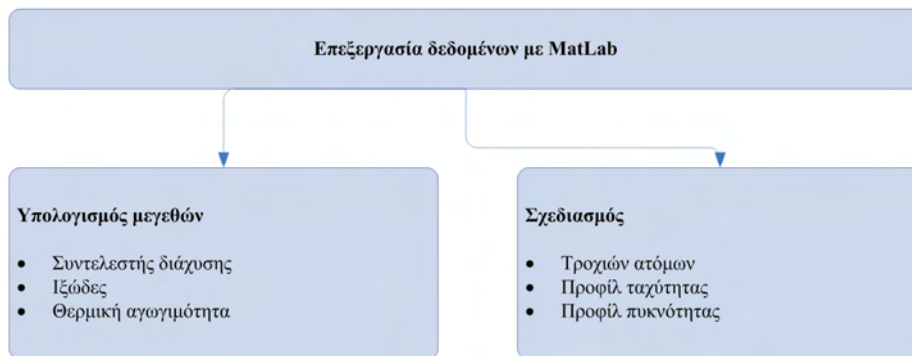 Επεξεργασία δεδομένων με MatLab
Υπολογισμός μεγεθών
• Συντελεστής διάχυσης
• Ιξώδες
• Θερμική αγωγιμότητα
Σχεδιασμός
• Τροχιών ατόμων
• Προφίλ ταχύτητας
• Προφίλ πυκνότητας